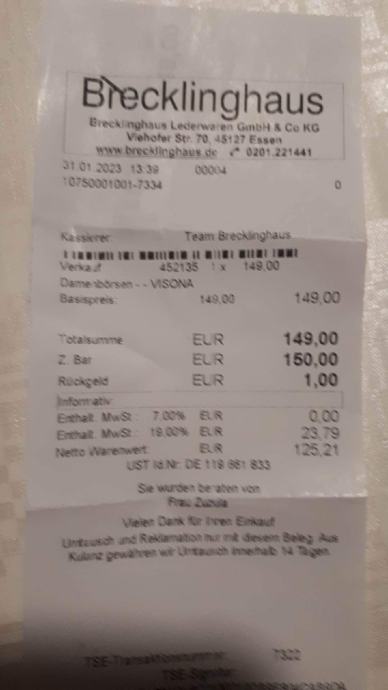 Brecklinghaus
Brecklinghaus Lederwaren GmbH & Co KG
Viehofer Str. 70, 45127 Essen
www.brecklinghaus.de 0201.221441
31.01.2023 13:39 00004
10750001001-7334 0
Kassierer: Team Brecklinghaus
Verkauf 452135 1 x 149,00
Damenbörsen - - VISONA
Basispreis: 149,00 149,00
Totalsumme EUR 149,00
Z. Bar EUR 150,00
Rückgeld EUR 1,00
Informativ:
Enthalt. MwSt.: 7,00% EUR 0,00
Enthalt. MwSt.: 19,00% EUR 23,79
Netto Warenwert: EUR 125,21
UST Id.Nr: DE 119 661 833
Sie wurden beraten von
Frau
Vielen Dank für Ihren Einkauf
Umtausch und Reklamation nur mit diesem Beleg. Aus
Kulanz gewähren wir Umtausch innerhalb 14 Tagen.
TSE-Transaktionsnummer: 7322
TSE-Signatur: